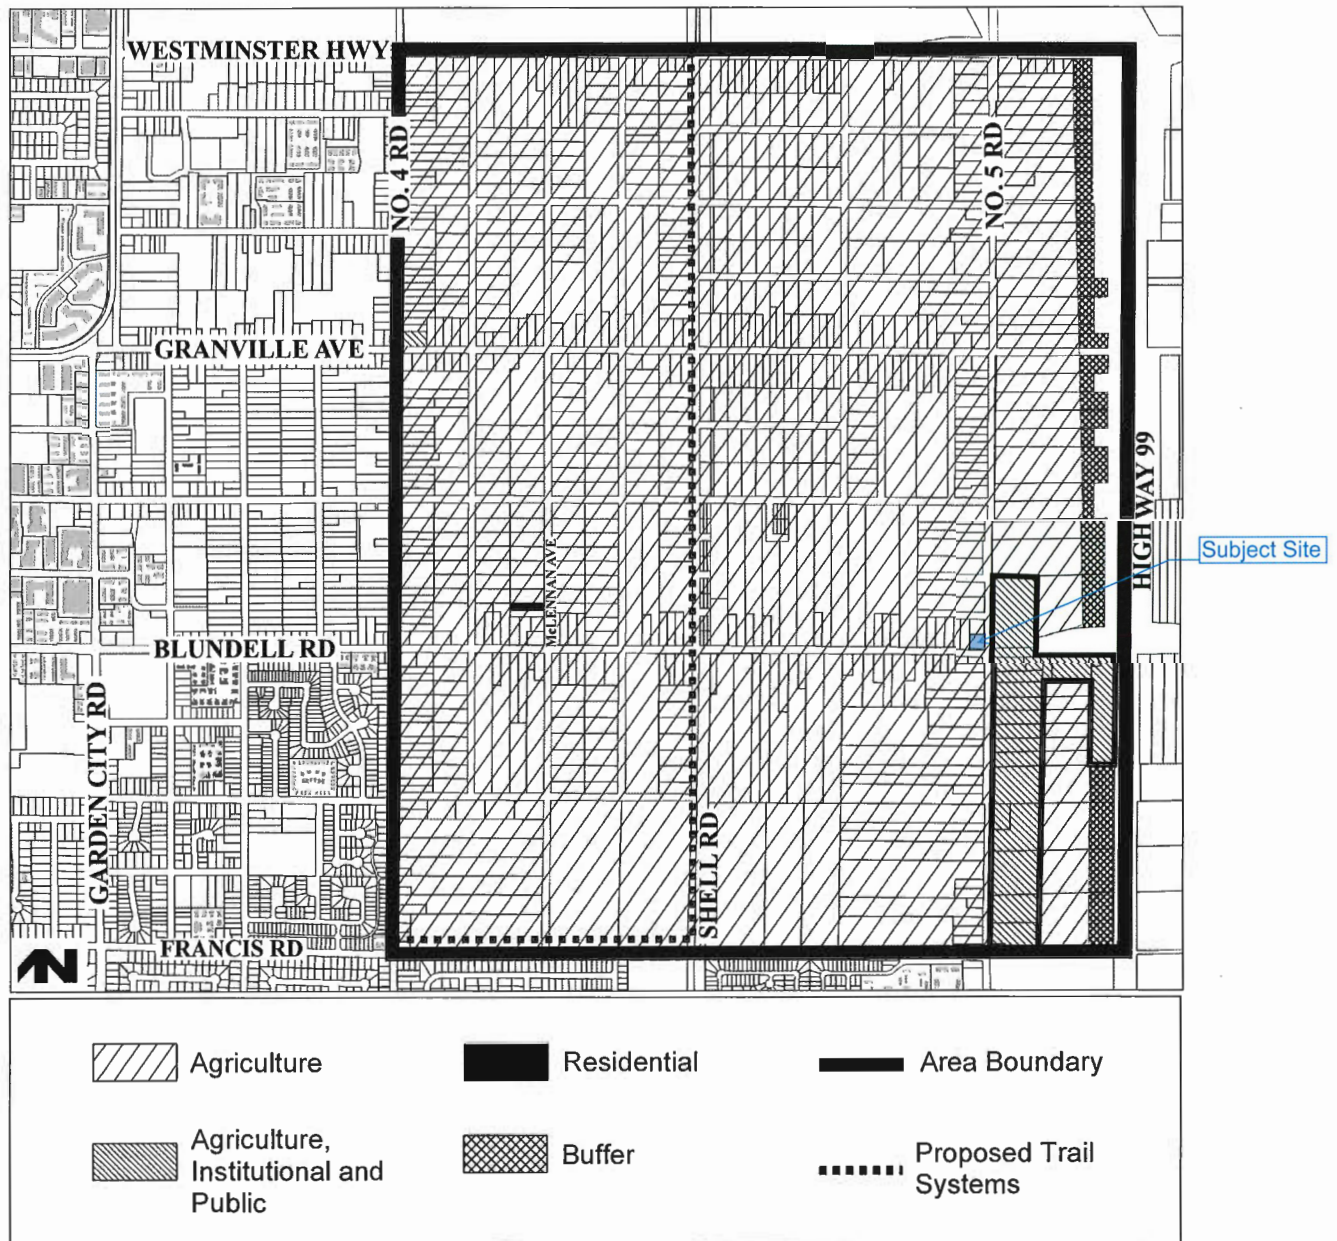 WESTMINSTER HWY
NO. 4 RD
NO. 5 RD
GRANVILLE AVE
HIGHWAY 99
Subject Site
McLENNAN AVE
BLUNDELL RD
GARDEN CITY RD
SHELL RD
FRANCIS RD
N
Agriculture
Residential
Area Boundary
Agriculture,
Institutional and
Public
Buffer
Proposed Trail
Systems